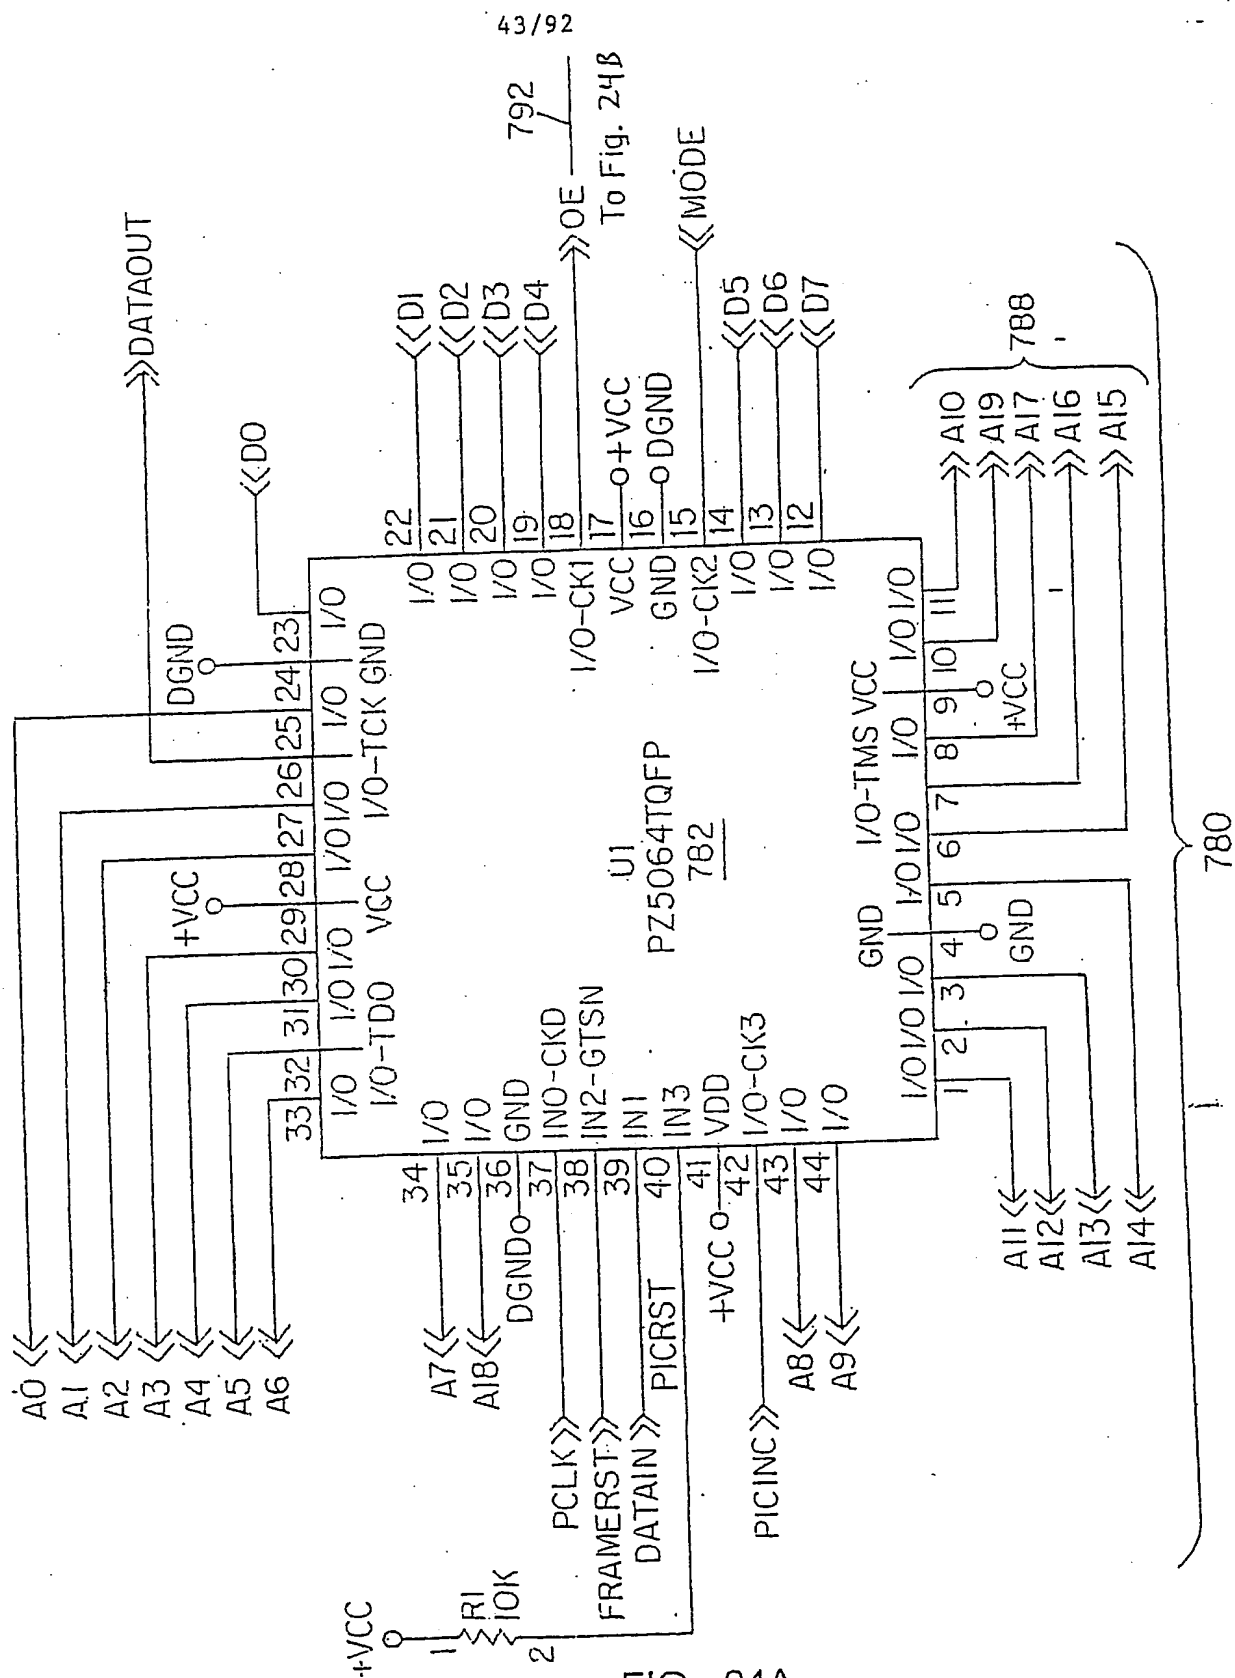 43/92
792
OE
To Fig. 24B
DATAOUT
MODE
D0
D1
D2
D3
D4
D5
D6
D7
+VCC
DGND
22
21
20
19
18
17
16
15
14
13
12
I/O
I/O
I/O
I/O
I/O-CK1
VCC
GND
I/O-CK2
I/O
I/O
I/O
788
A10
A19
A17
A16
A15
DGND
23
24
25
26
27
28
29
30
31
32
33
I/O
GND
I/O
I/O-TCK
I/O
I/O
VCC
I/O
I/O
I/O-TDO
I/O
+VCC
U1
PZ5064TQFP
782
11
10
9
8
7
6
5
4
3
2
1
I/O
I/O
VCC
I/O-TMS
I/O
I/O
I/O
GND
I/O
I/O
I/O
+VCC
GND
780
A0
A1
A2
A3
A4
A5
A6
34
35
36
37
38
39
40
41
42
43
44
I/O
I/O
GND
IN0-CKD
IN2-GTSN
IN1
IN3
VDD
I/O-CK3
I/O
I/O
A7
A18
DGND
PCLK
FRAMERST
DATAIN
PICRST
+VCC
PICINC
A8
A9
A11
A12
A13
A14
+VCC
1
R1
10K
2
FIG. 24A